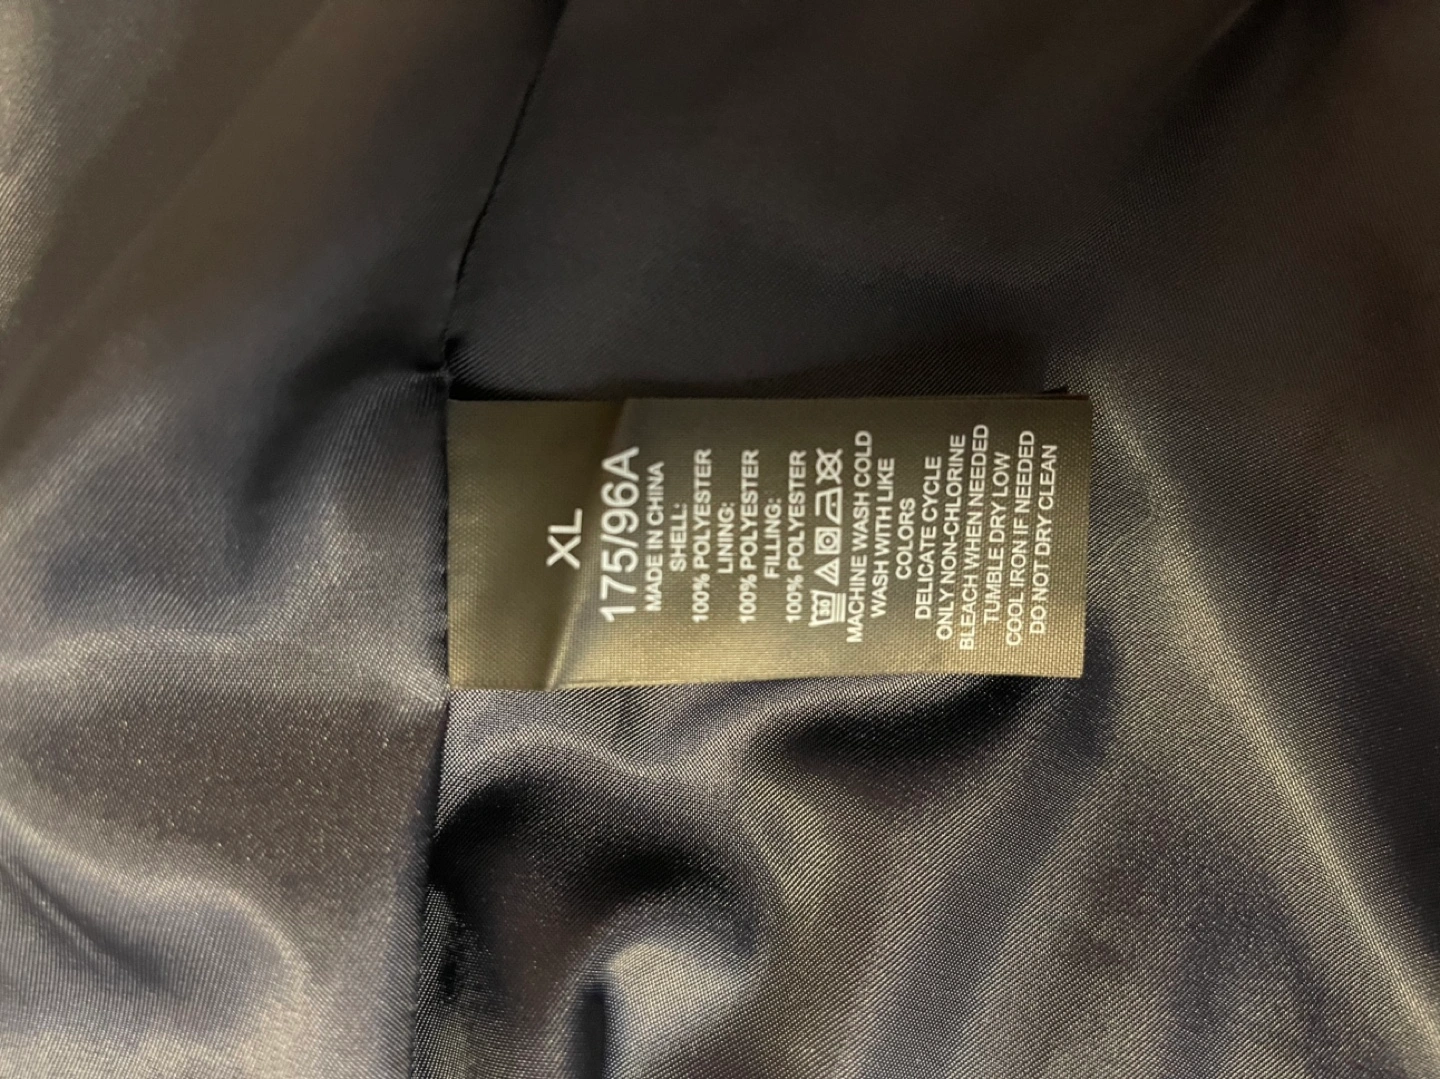 XL
175/96A
MADE IN CHINA
SHELL:
100% POLYESTER
LINING:
100% POLYESTER
FILLING:
100% POLYESTER
30
MACHINE WASH COLD
WASH WITH LIKE
COLORS
DELICATE CYCLE
ONLY NON-CHLORINE
BLEACH WHEN NEEDED
TUMBLE DRY LOW
COOL IRON IF NEEDED
DO NOT DRY CLEAN